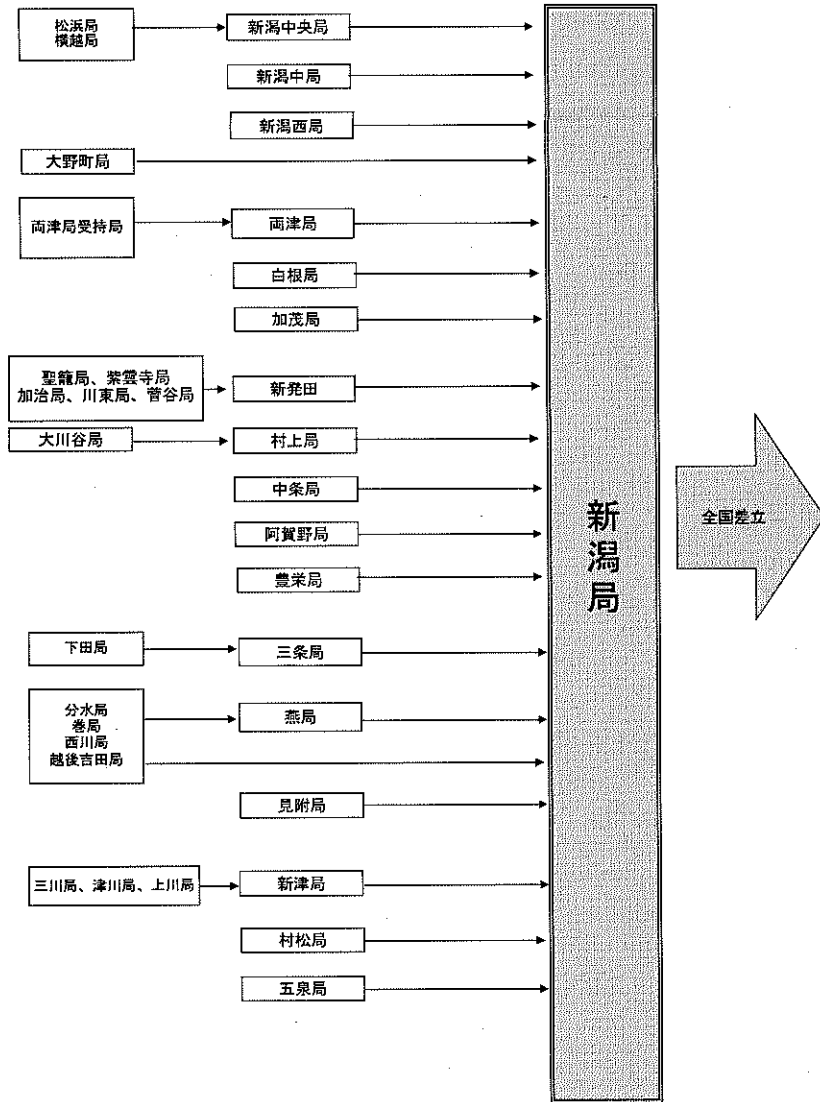 松浜局
横越局
新潟中央局
新潟中局
新潟西局
大野町局
両津局受持局
両津局
白根局
加茂局
聖籠局、紫雲寺局
加治局、川東局、菅谷局
新発田
大川谷局
村上局
中条局
阿賀野局
豊栄局
下田局
三条局
分水局
巻局
西川局
越後吉田局
燕局
見附局
三川局、津川局、上川局
新津局
村松局
五泉局
新潟局
全国差立